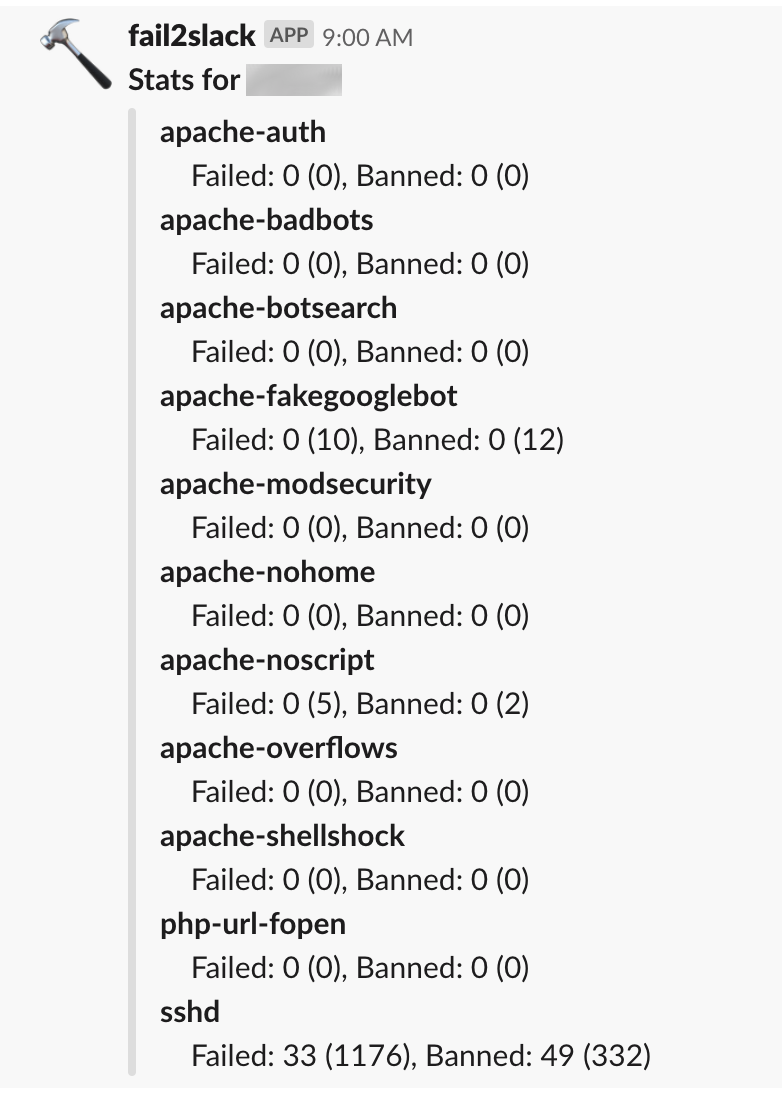 fail2slack APP 9:00 AM
Stats for
apache-auth
Failed: 0 (0), Banned: 0 (0)
apache-badbots
Failed: 0 (0), Banned: 0 (0)
apache-botsearch
Failed: 0 (0), Banned: 0 (0)
apache-fakegooglebot
Failed: 0 (10), Banned: 0 (12)
apache-modsecurity
Failed: 0 (0), Banned: 0 (0)
apache-nohome
Failed: 0 (0), Banned: 0 (0)
apache-noscript
Failed: 0 (5), Banned: 0 (2)
apache-overflows
Failed: 0 (0), Banned: 0 (0)
apache-shellshock
Failed: 0 (0), Banned: 0 (0)
php-url-fopen
Failed: 0 (0), Banned: 0 (0)
sshd
Failed: 33 (1176), Banned: 49 (332)